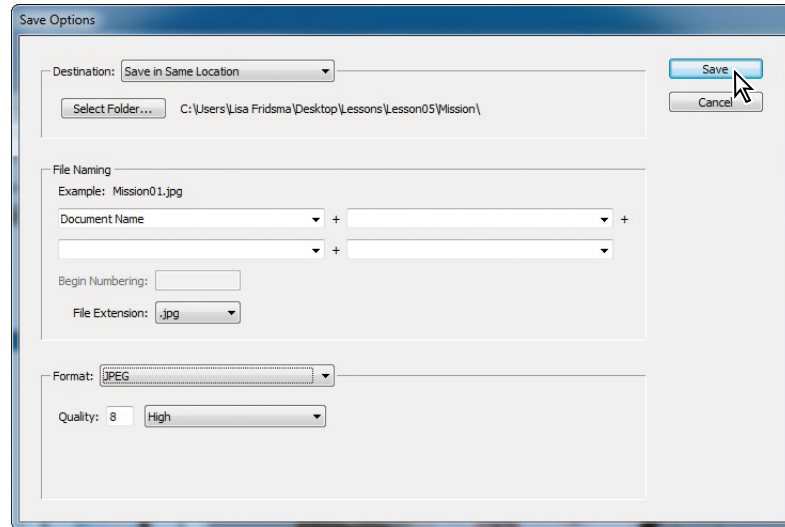 Save Options
Destination: Save in Same Location
Save
Select Folder... C:\Users\Lisa Fridsma\Desktop\Lessons\Lesson05\Mission\
Cancel
File Naming
Example: Mission01.jpg
Document Name + +
+
Begin Numbering:
File Extension: .jpg
Format: JPEG
Quality: 8 High